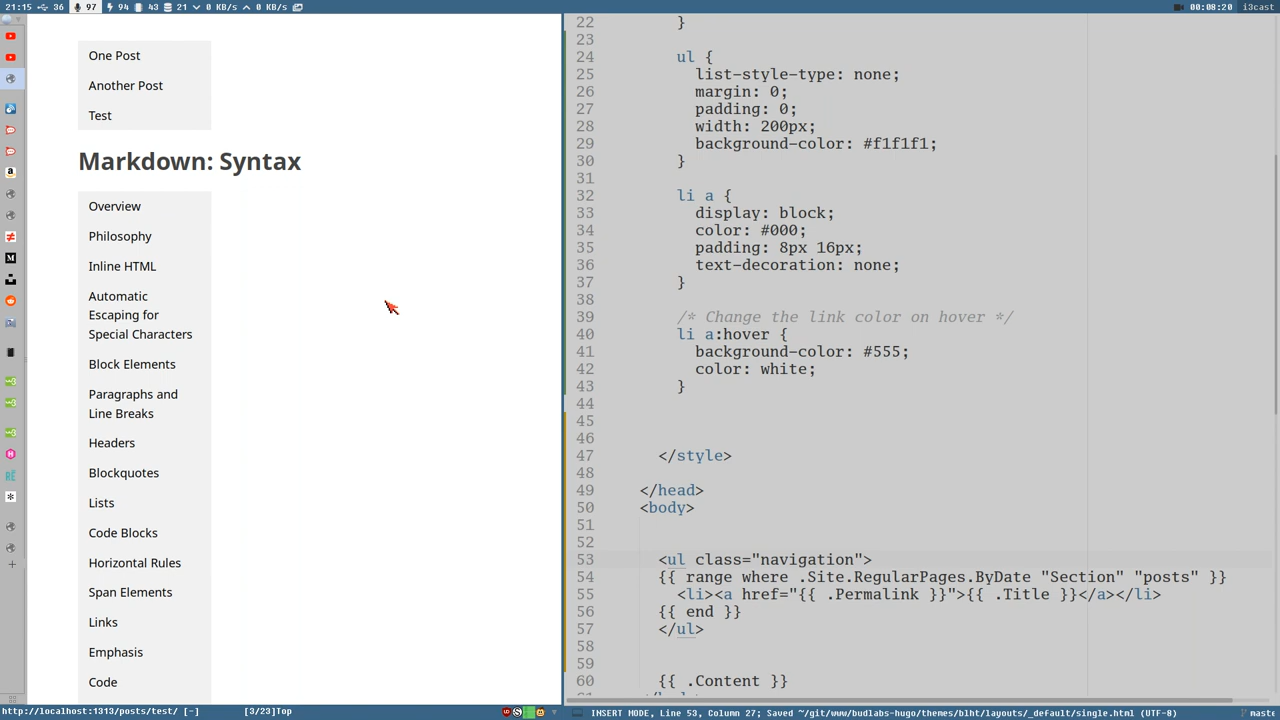 21:15 36 97 94 43 21 0 KB/s 0 KB/s 00:08:20 i3cast
One Post
Another Post
Test
Markdown: Syntax
Overview
Philosophy
Inline HTML
Automatic
Escaping for
Special Characters
Block Elements
Paragraphs and
Line Breaks
Headers
Blockquotes
Lists
Code Blocks
Horizontal Rules
Span Elements
Links
Emphasis
Code
http://localhost:1313/posts/test/ [-] [3/23]Top
22 }
23
24 ul {
25 list-style-type: none;
26 margin: 0;
27 padding: 0;
28 width: 200px;
29 background-color: #f1f1f1;
30 }
31
32 li a {
33 display: block;
34 color: #000;
35 padding: 8px 16px;
36 text-decoration: none;
37 }
38
39 /* Change the link color on hover */
40 li a:hover {
41 background-color: #555;
42 color: white;
43 }
44
45
46
47 </style>
48
49 </head>
50 <body>
51
52
53 <ul class="navigation">
54 {{ range where .Site.RegularPages.ByDate "Section" "posts" }}
55 <li><a href="{{ .Permalink }}">{{ .Title }}</a></li>
56 {{ end }}
57 </ul>
58
59
60 {{ .Content }}
INSERT MODE, Line 53, Column 27; Saved ~/git/www/budlabs-hugo/themes/blht/layouts/_default/single.html (UTF-8) maste